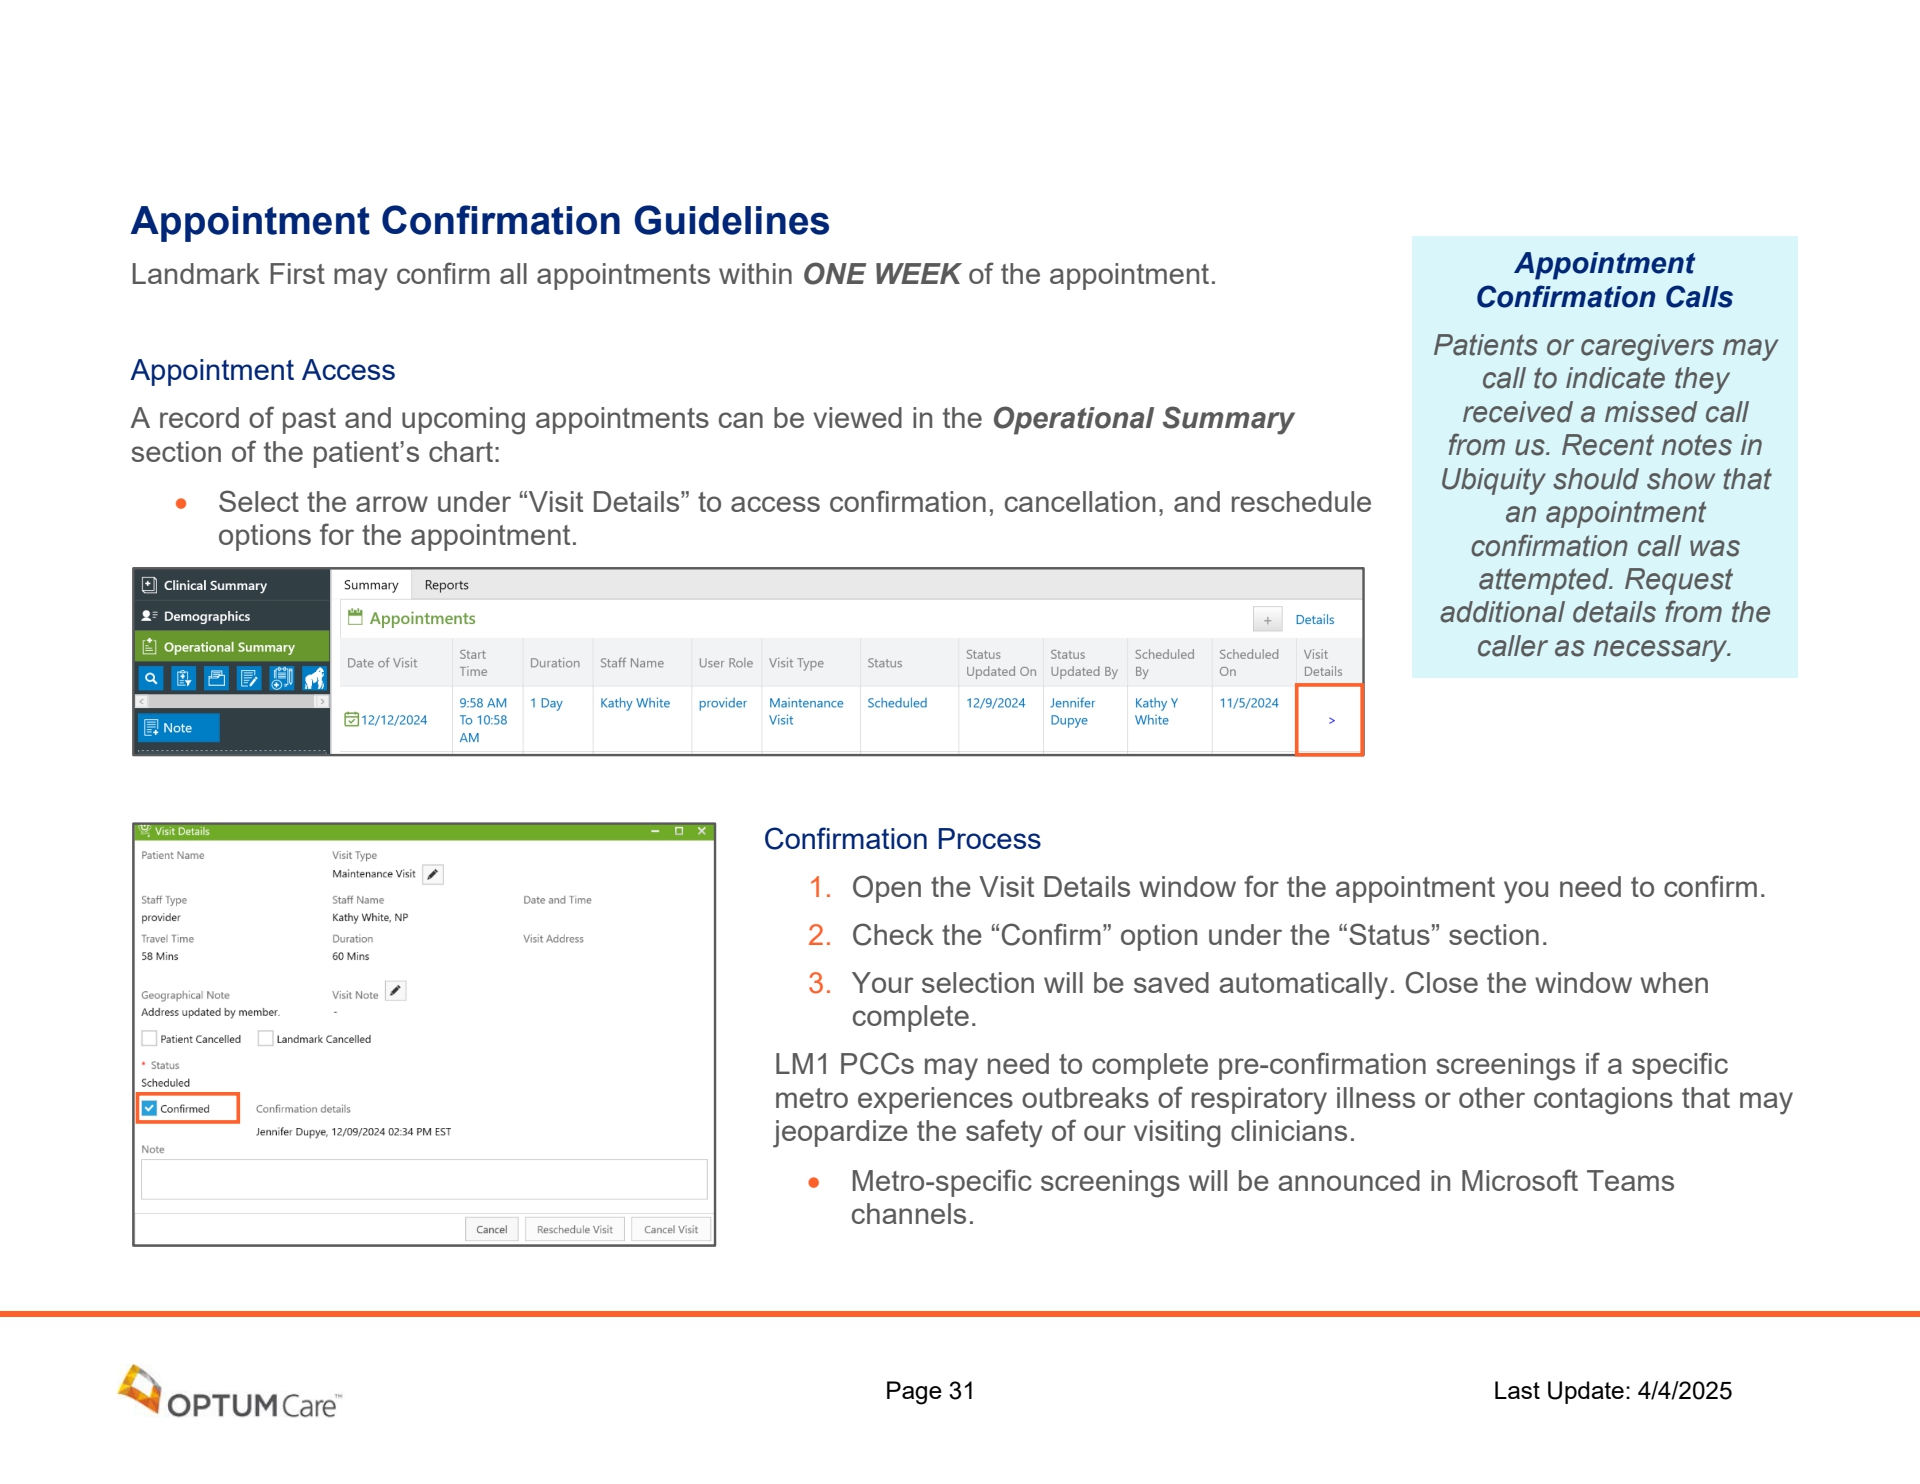 Appointment Confirmation Guidelines
Landmark First may confirm all appointments within ONE WEEK of the appointment.
Appointment
Confirmation Calls
Patients or caregivers may
call to indicate they
received a missed call
from us. Recent notes in
Ubiquity should show that
an appointment
confirmation call was
attempted. Request
additional details from the
caller as necessary.
Appointment Access
A record of past and upcoming appointments can be viewed in the Operational Summary
section of the patient’s chart:
• Select the arrow under “Visit Details” to access confirmation, cancellation, and reschedule
options for the appointment.
Clinical Summary
Demographics
Operational Summary
Note
Summary Reports
Appointments + Details
Date of Visit Start Time Duration Staff Name User Role Visit Type Status Status Updated On Status Updated By Scheduled By Scheduled On Visit Details
12/12/2024 9:58 AM To 10:58 AM 1 Day Kathy White provider Maintenance Visit Scheduled 12/9/2024 Jennifer Dupye Kathy Y White 11/5/2024 >
Visit Details
Patient Name Visit Type
Maintenance Visit
Staff Type Staff Name Date and Time
provider Kathy White, NP
Travel Time Duration Visit Address
58 Mins 60 Mins
Geographical Note Visit Note
Address updated by member. -
Patient Cancelled Landmark Cancelled
* Status
Scheduled
Confirmed Confirmation details
Jennifer Dupye, 12/09/2024 02:34 PM EST
Note
Cancel Reschedule Visit Cancel Visit
Confirmation Process
1. Open the Visit Details window for the appointment you need to confirm.
2. Check the “Confirm” option under the “Status” section.
3. Your selection will be saved automatically. Close the window when
complete.
LM1 PCCs may need to complete pre-confirmation screenings if a specific
metro experiences outbreaks of respiratory illness or other contagions that may
jeopardize the safety of our visiting clinicians.
• Metro-specific screenings will be announced in Microsoft Teams
channels.
OPTUMCare™
Page 31
Last Update: 4/4/2025